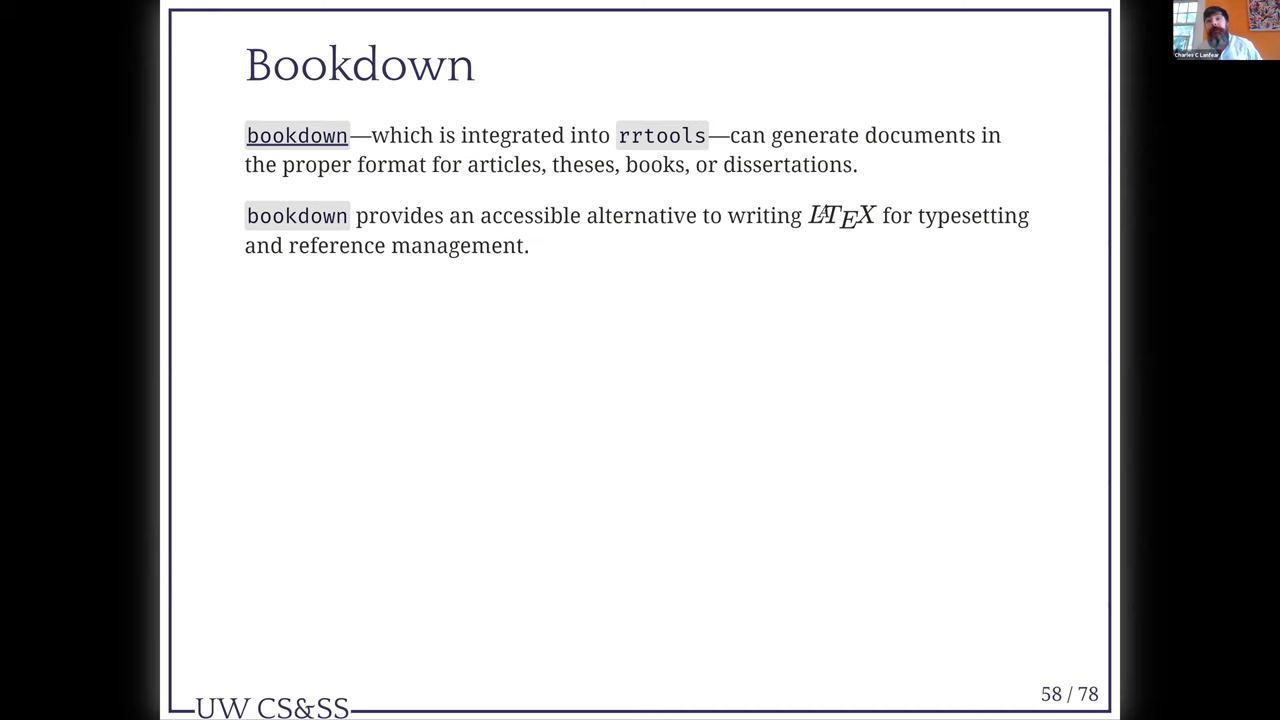 Bookdown
bookdown—which is integrated into rrtools—can generate documents in
the proper format for articles, theses, books, or dissertations.
bookdown provides an accessible alternative to writing LATEX for typesetting
and reference management.
58 / 78
UW CS&SS
Charles C Lanfear